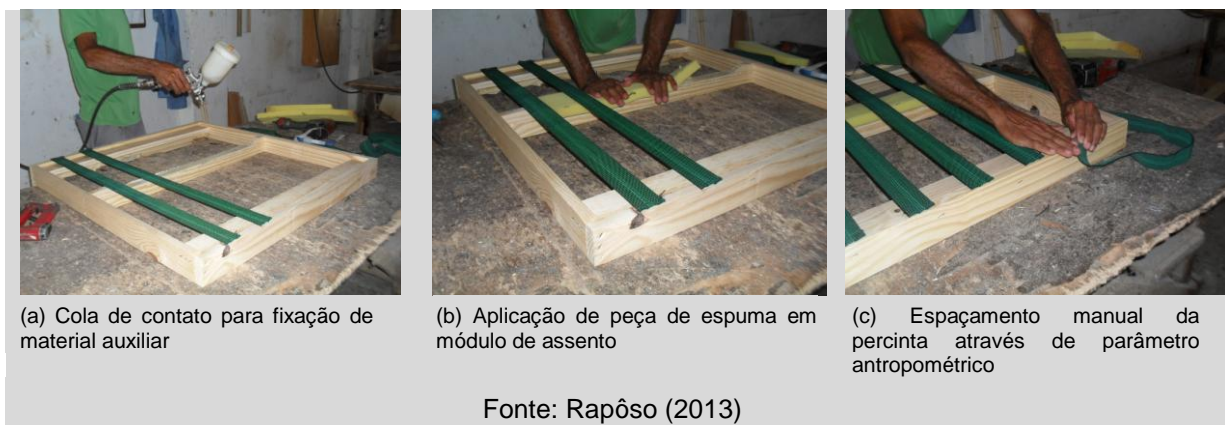 (a) Cola de contato para fixação de
material auxiliar
(b) Aplicação de peça de espuma em
módulo de assento
(c) Espaçamento manual da
percinta através de parâmetro
antropométrico
Fonte: Rapôso (2013)